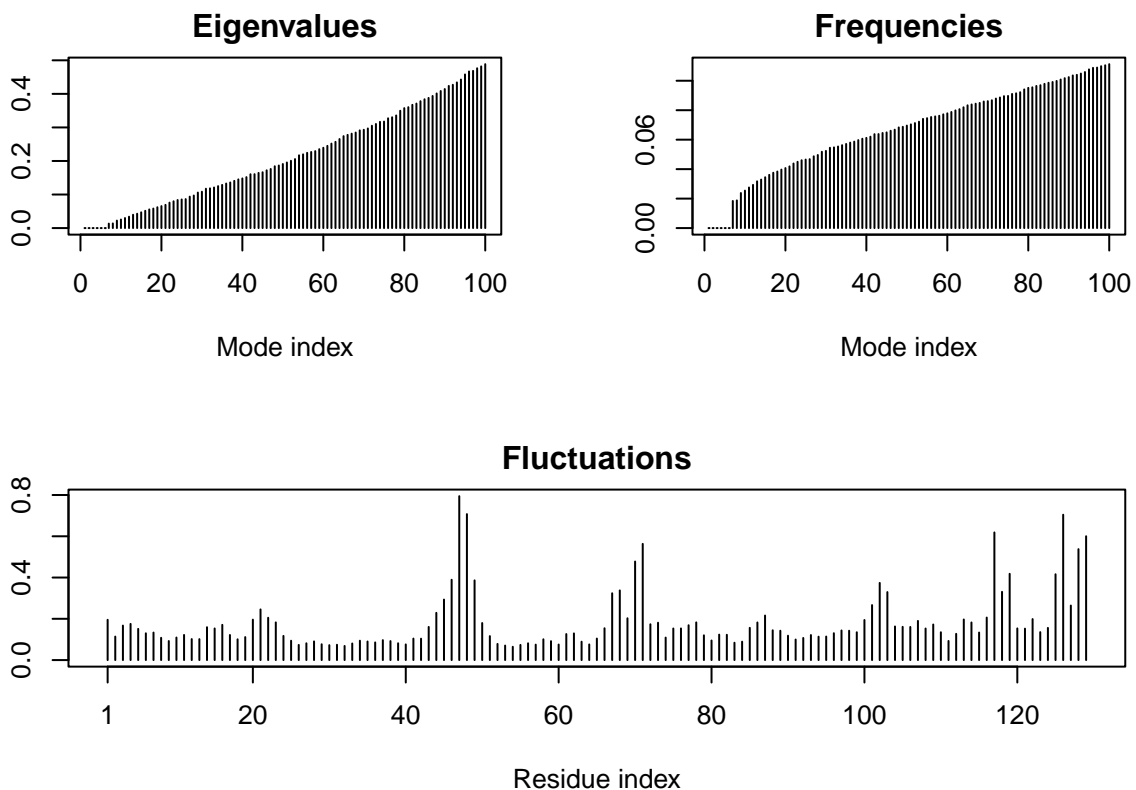 Eigenvalues
0.4
0.2
0.0
0 20 40 60 80 100
Mode index
Frequencies
0.06
0.00
0 20 40 60 80 100
Mode index
Fluctuations
0.8
0.4
0.0
1 20 40 60 80 100 120
Residue index